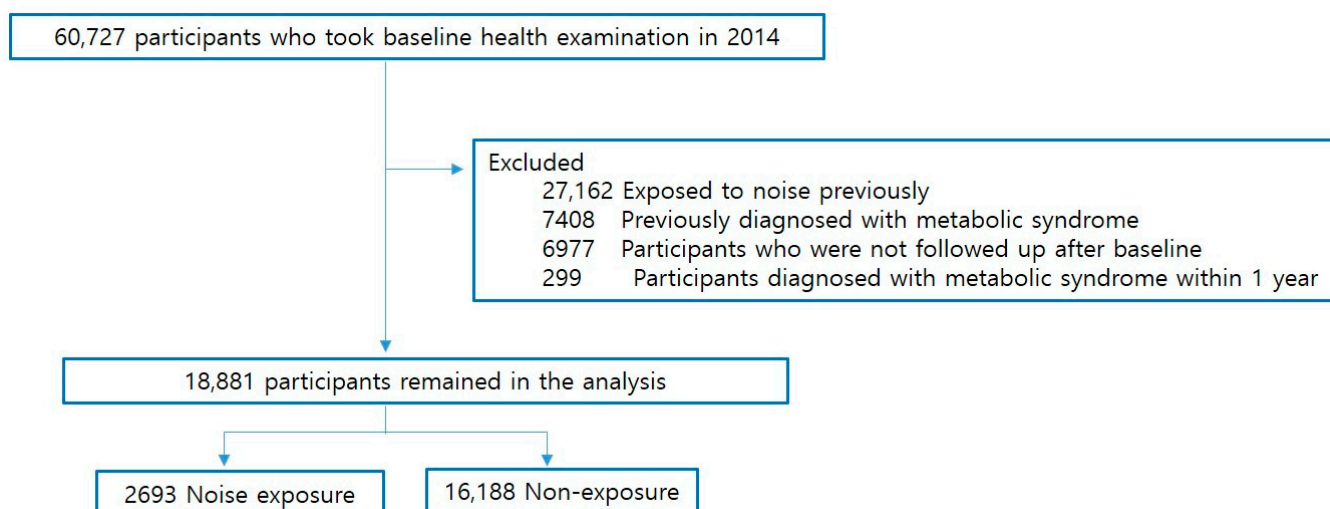 60,727 participants who took baseline health examination in 2014
Excluded
27,162 Exposed to noise previously
7408 Previously diagnosed with metabolic syndrome
6977 Participants who were not followed up after baseline
299 Participants diagnosed with metabolic syndrome within 1 year
18,881 participants remained in the analysis
2693 Noise exposure
16,188 Non-exposure